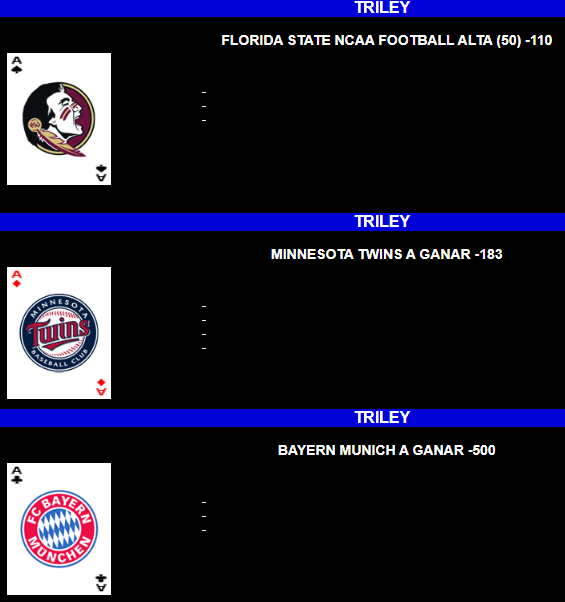 TRILEY
FLORIDA STATE NCAA FOOTBALL ALTA (50) -110
A
-
-
-
A
TRILEY
MINNESOTA TWINS A GANAR -183
A
MINNESOTA
Twins
BASEBALL CLUB
-
-
-
-
A
TRILEY
BAYERN MUNICH A GANAR -500
A
FC BAYERN
MÜNCHEN
-
-
-
A